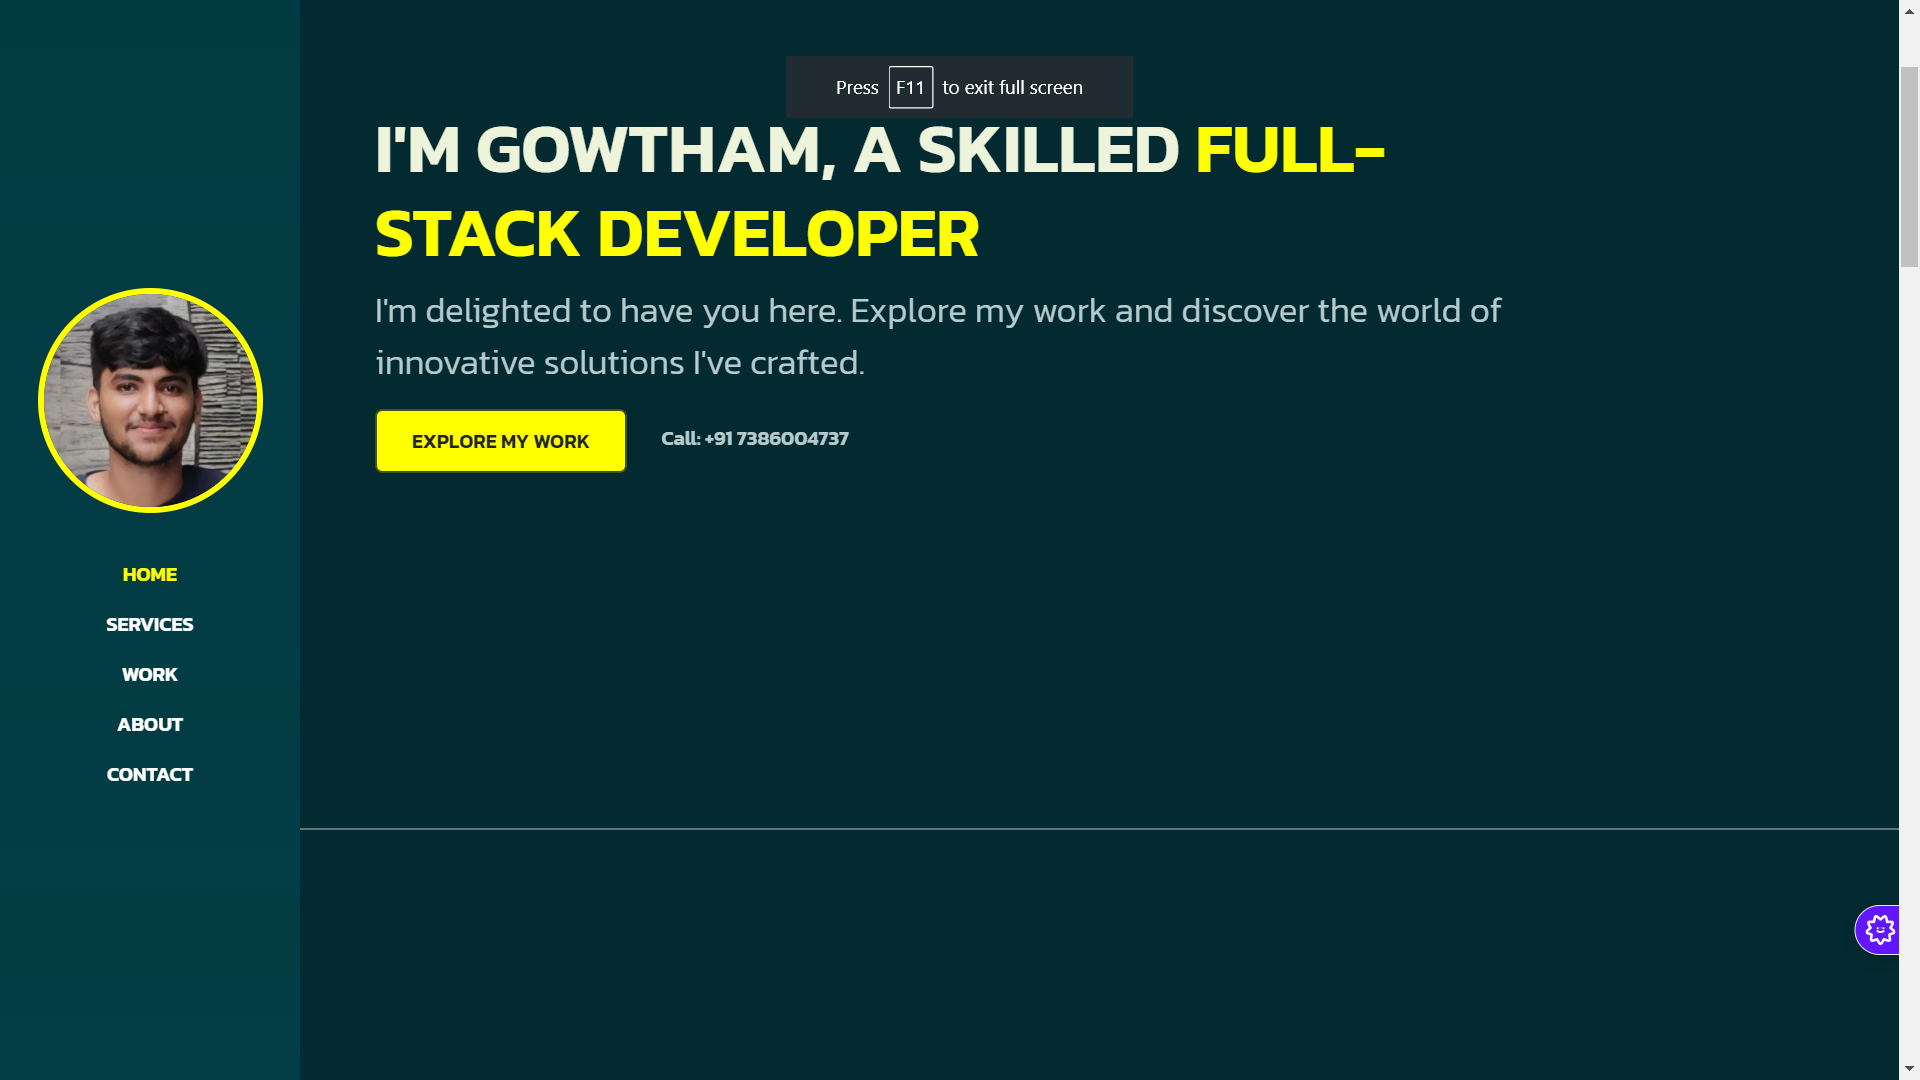 Press F11 to exit full screen
I'M GOWTHAM, A SKILLED FULL-
STACK DEVELOPER
I'm delighted to have you here. Explore my work and discover the world of
innovative solutions I've crafted.
EXPLORE MY WORK
Call: +91 7386004737
HOME
SERVICES
WORK
ABOUT
CONTACT